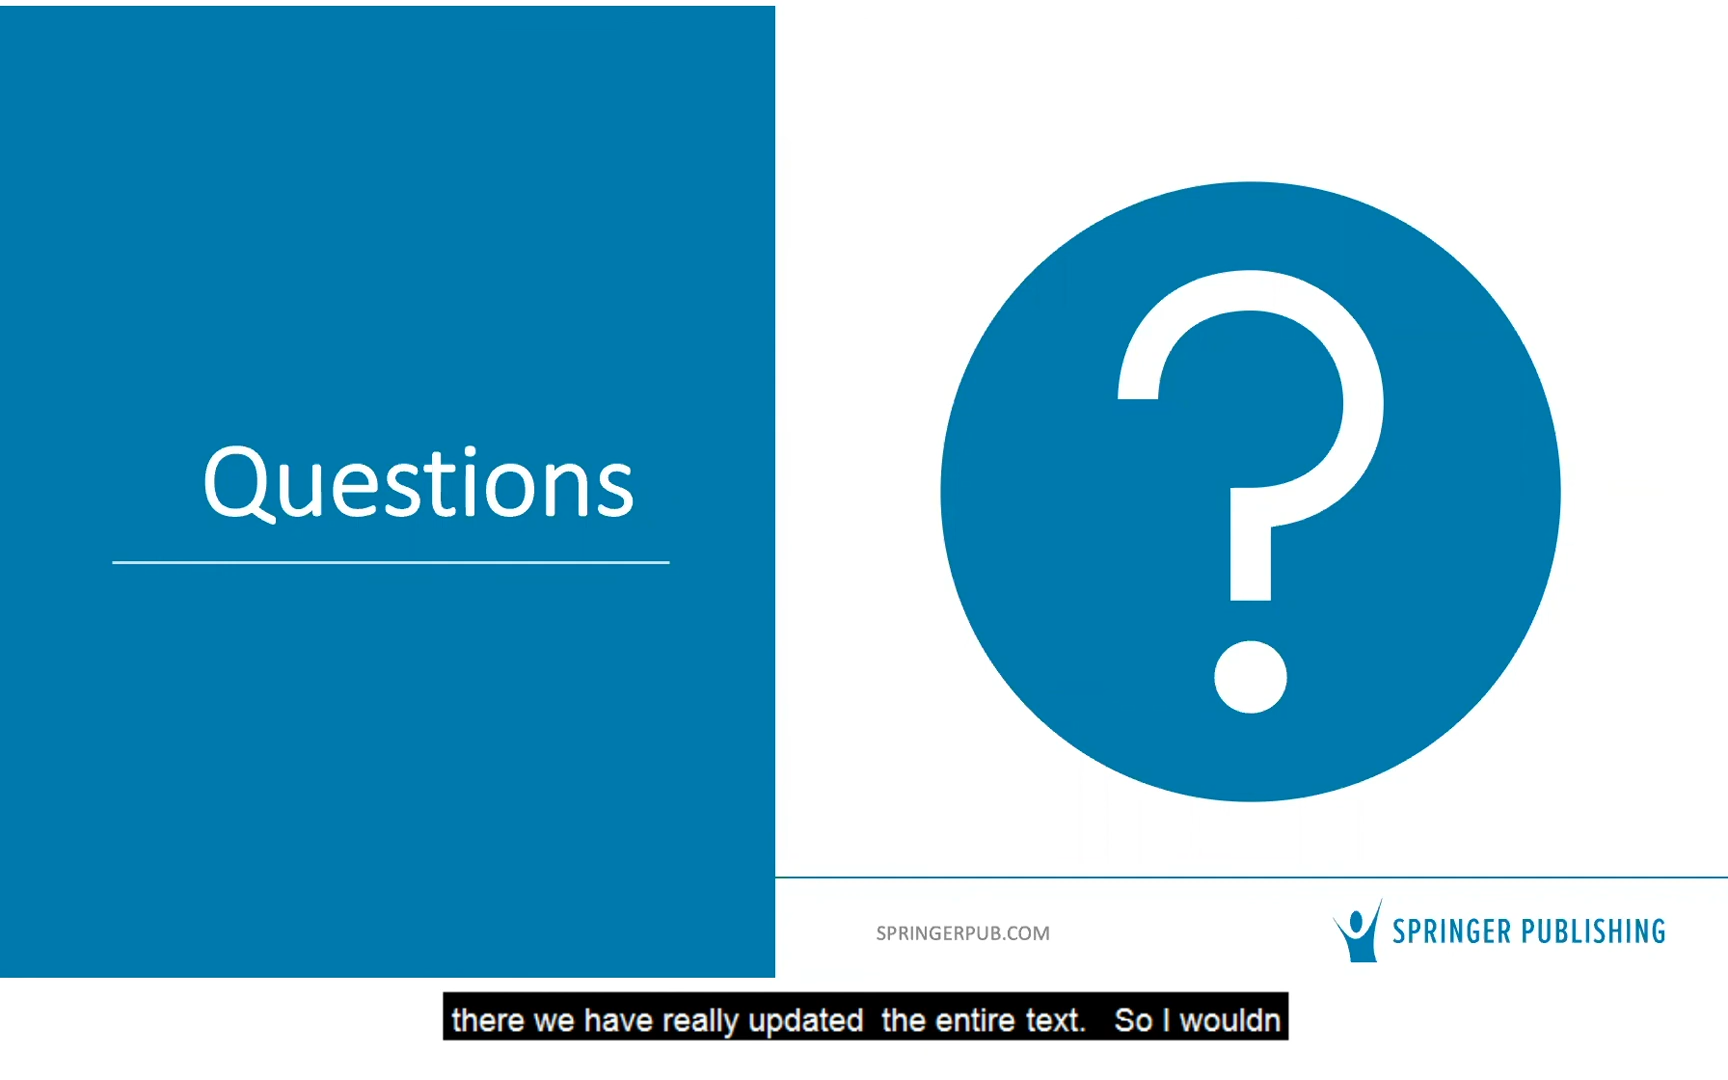 Questions
?
SPRINGERPUB.COM
SPRINGER PUBLISHING
there we have really updated  the entire text.   So I wouldn